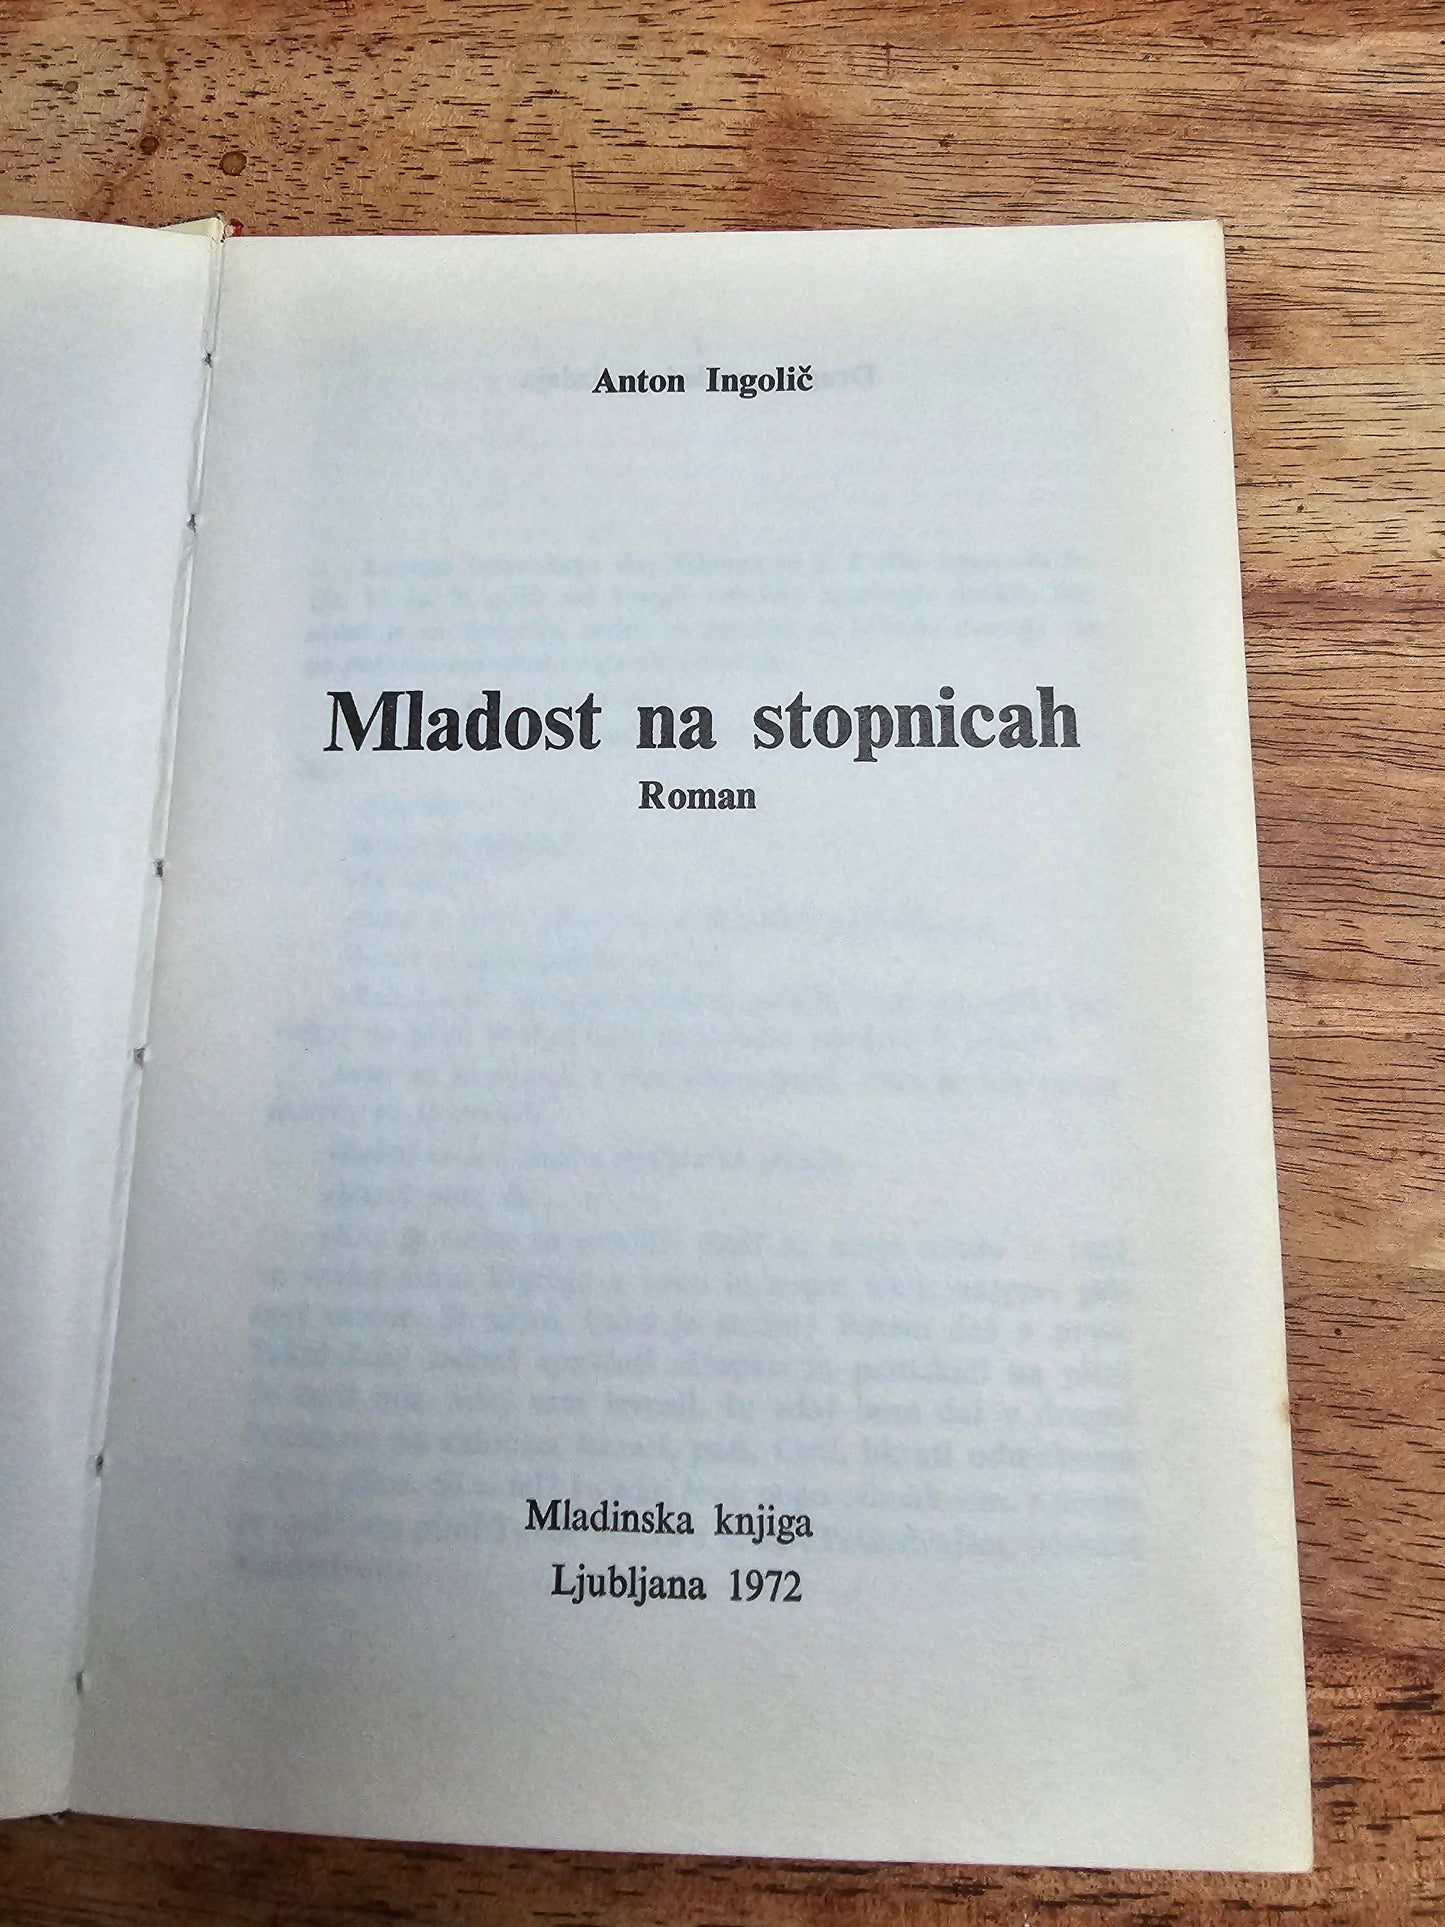 Anton Ingolič
Mladost na stopnicah
Roman
Mladinska knjiga
Ljubljana 1972